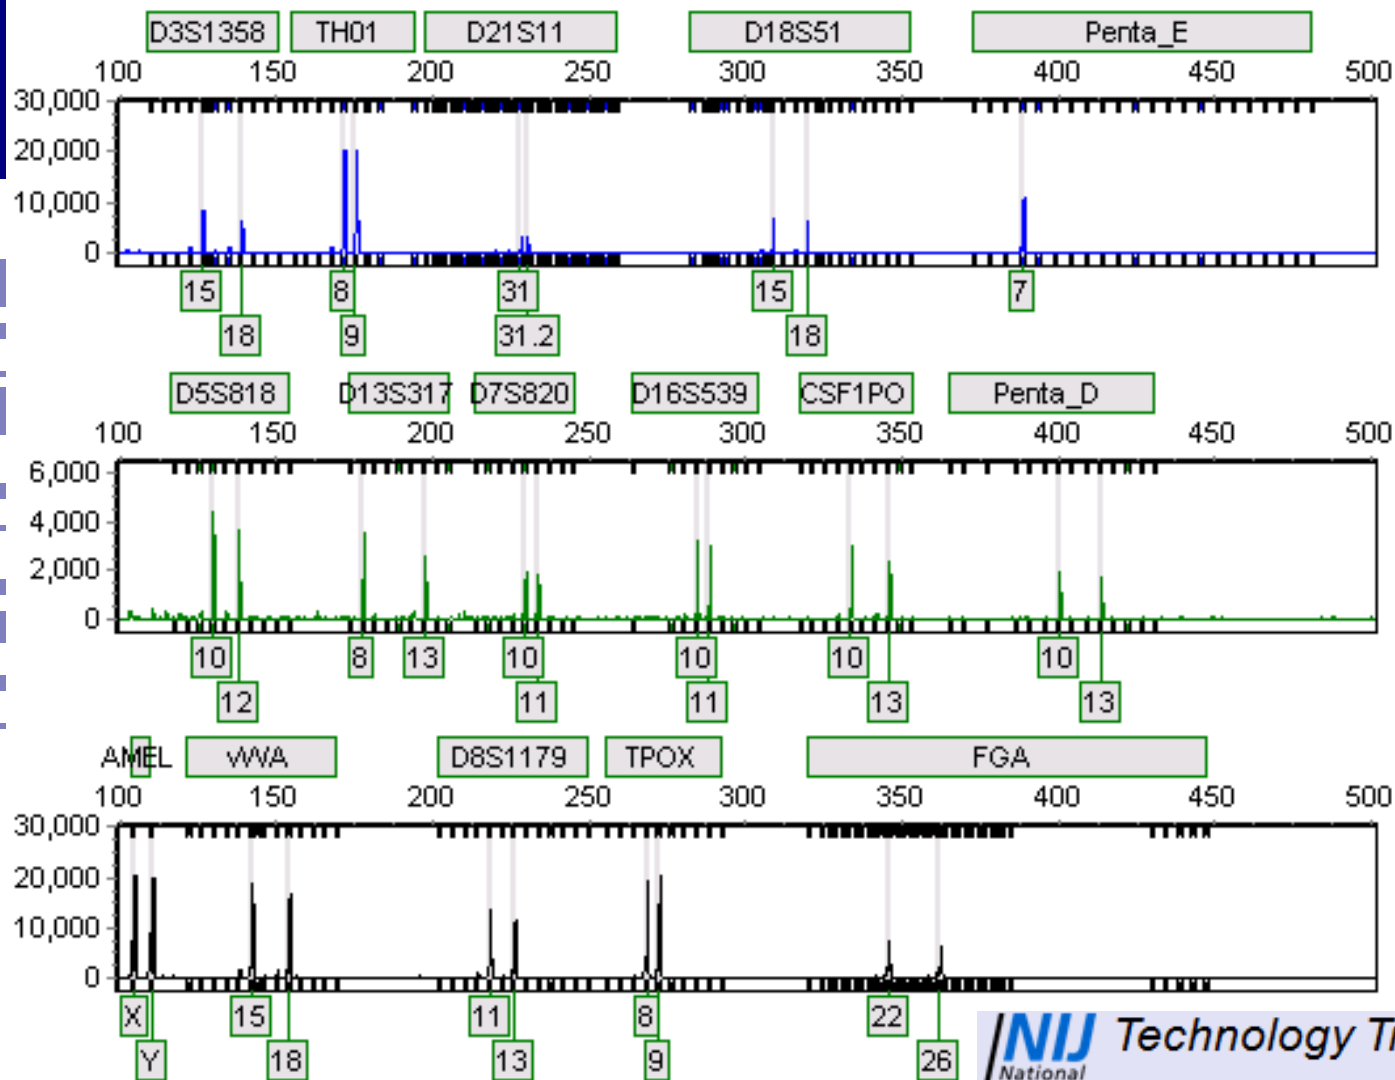 D3S1358 TH01 D21S11 D18S51 Penta_E
100 150 200 250 300 350 400 450 500
30,000
20,000
10,000
0
15 8 31 15 7
18 9 31.2 18
D5S818 D13S317 D7S820 D16S539 CSF1PO Penta_D
100 150 200 250 300 350 400 450 500
6,000
4,000
2,000
0
10 8 13 10 10 10 10
12 11 11 13 13
AMEL vWA D8S1179 TPOX FGA
100 150 200 250 300 350 400 450 500
30,000
20,000
10,000
0
X 15 11 8 22
Y 18 13 9 26
NIJ Technology Tr
National